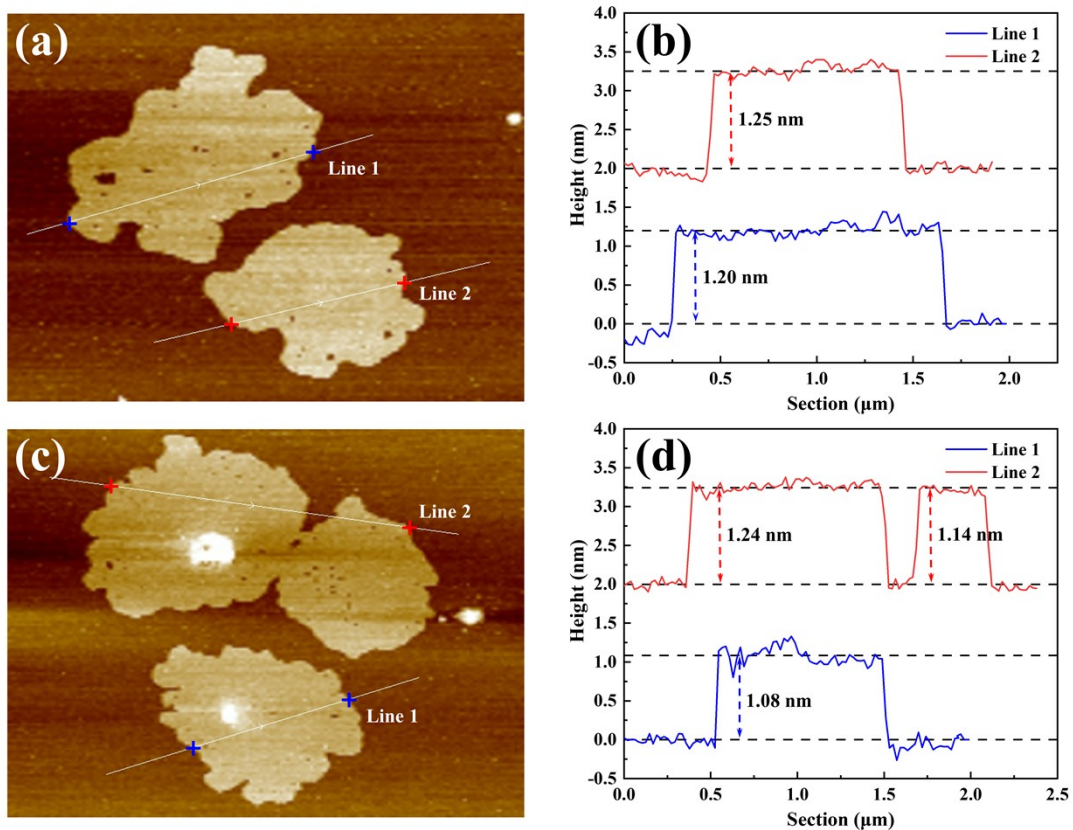 (a)
Line 1
Line 2
(b)
Line 1
Line 2
4.0
3.5
3.0
2.5
2.0
1.5
1.0
0.5
0.0
-0.5
Height (nm)
1.25 nm
1.20 nm
0.0
0.5
1.0
1.5
2.0
Section (μm)
(c)
Line 2
Line 1
(d)
Line 1
Line 2
4.0
3.5
3.0
2.5
2.0
1.5
1.0
0.5
0.0
-0.5
Height (nm)
1.24 nm
1.14 nm
1.08 nm
0.0
0.5
1.0
1.5
2.0
2.5
Section (μm)